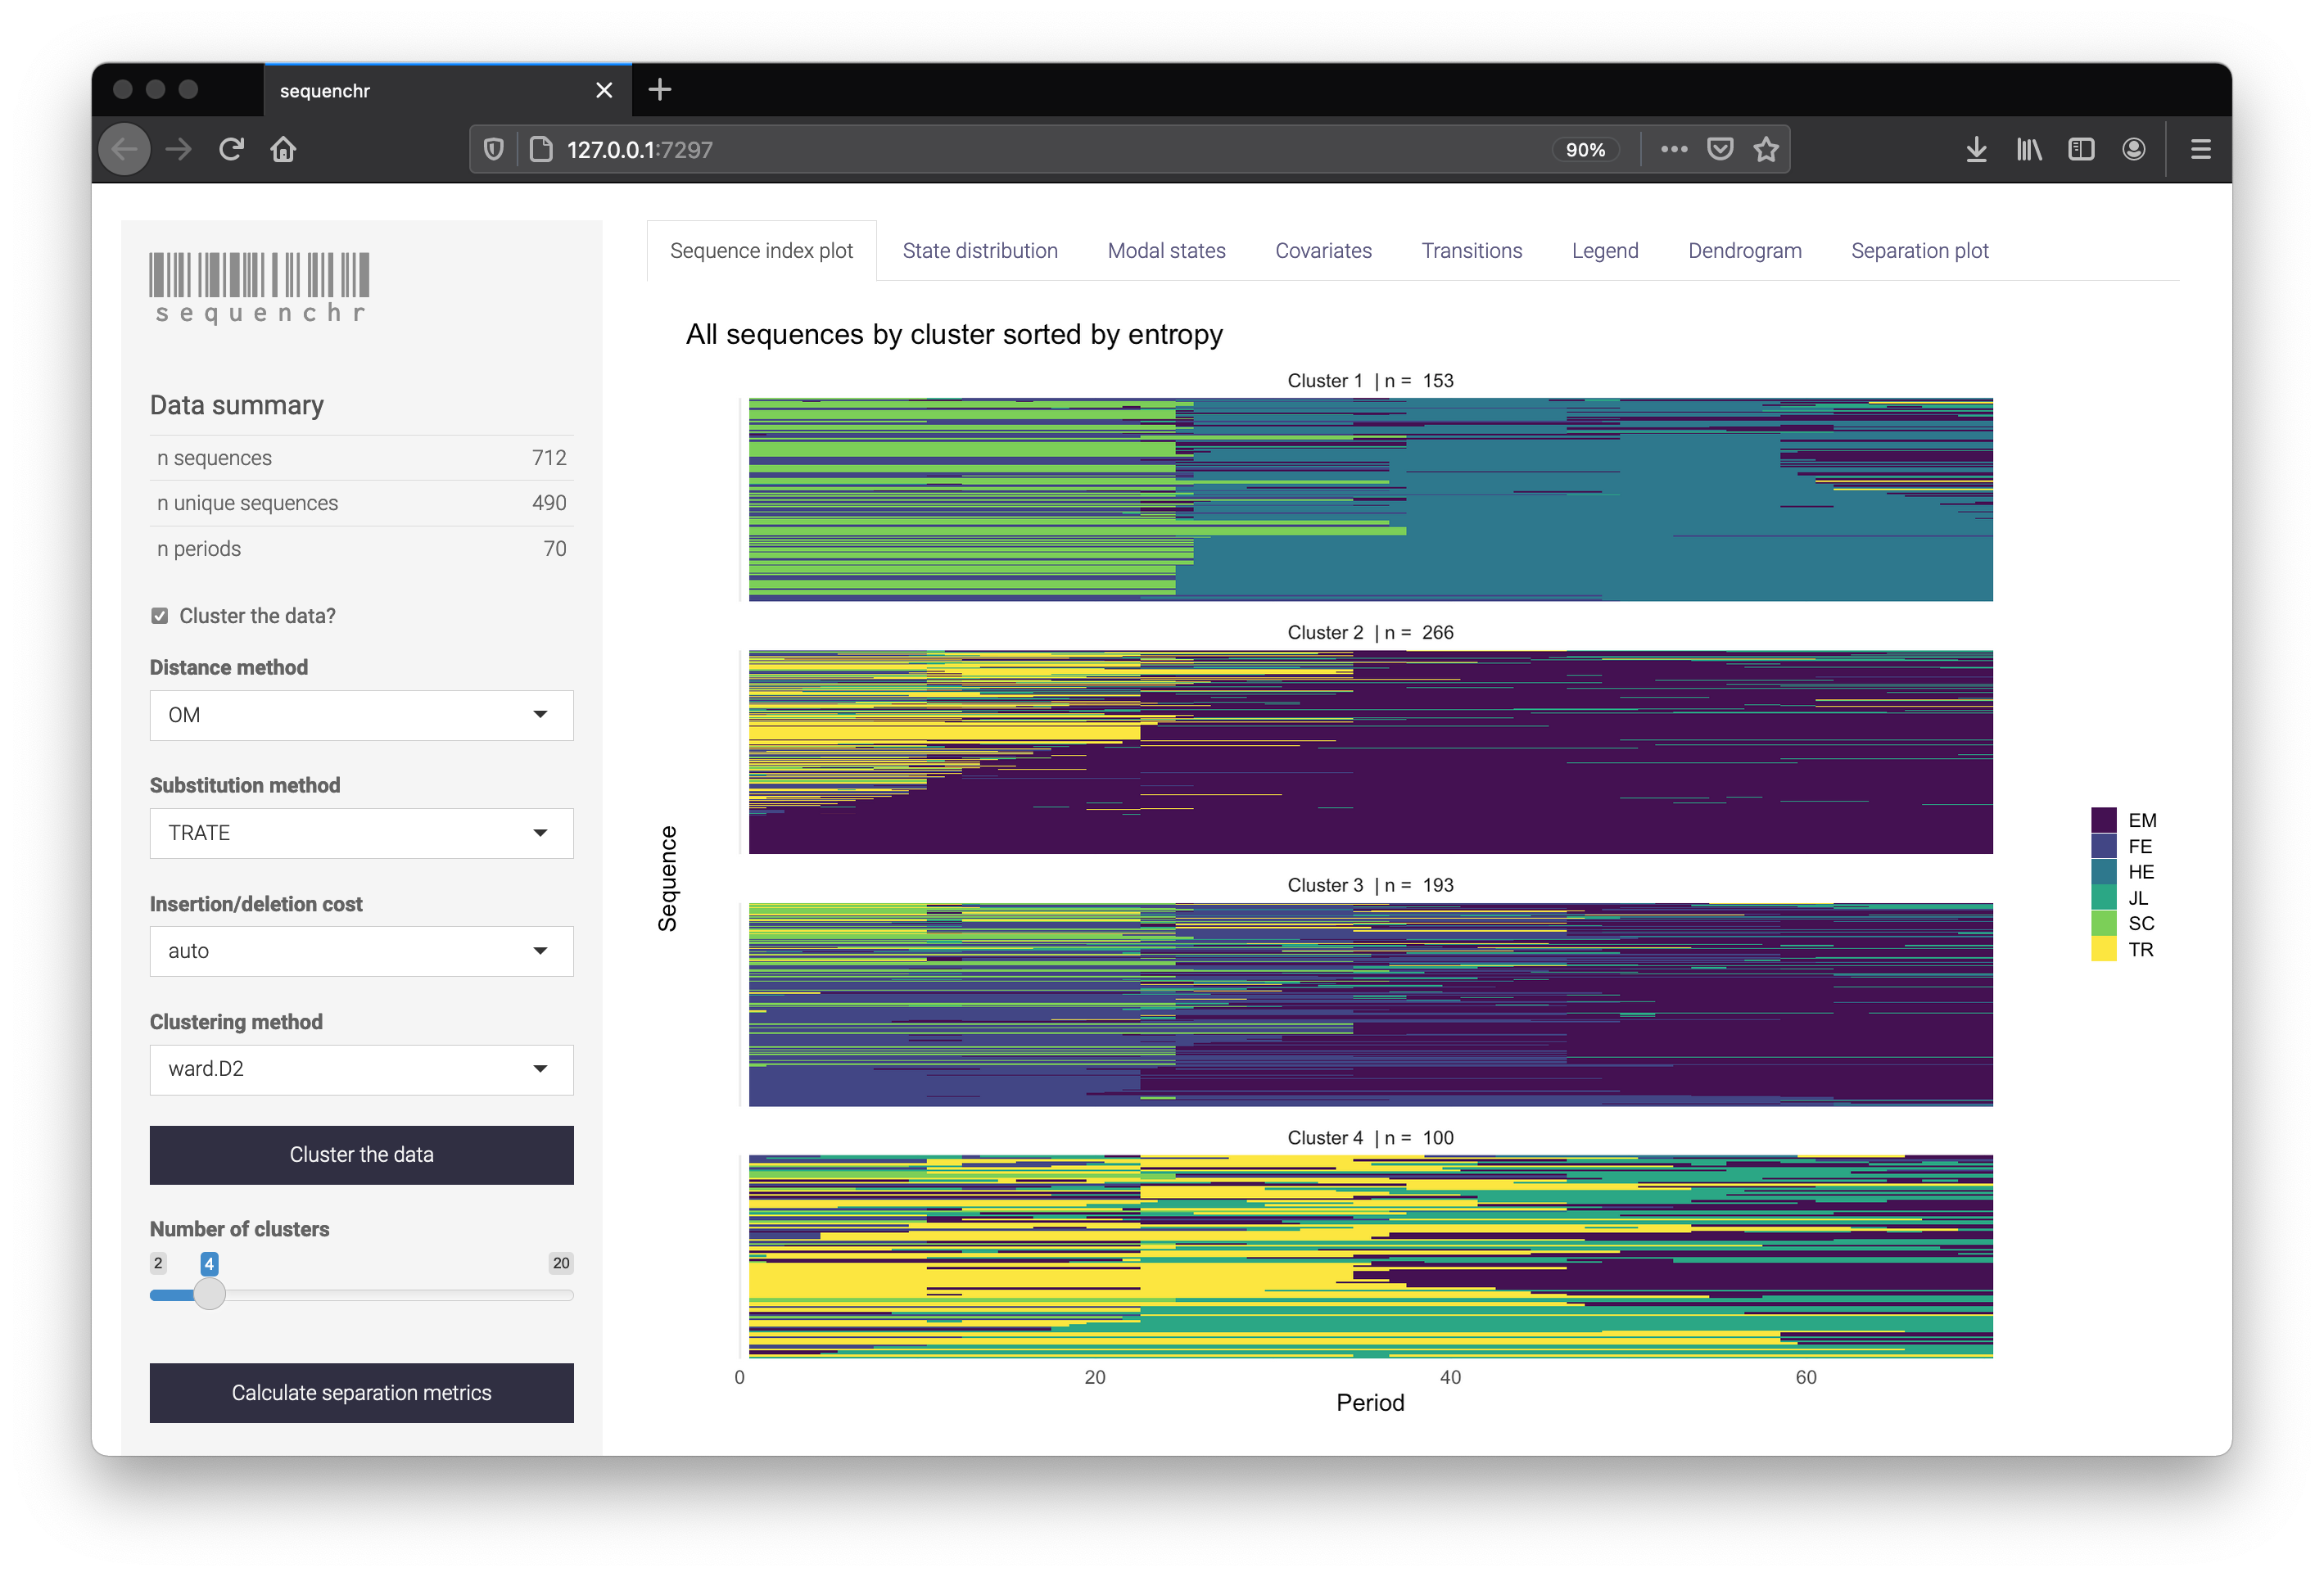 sequenchr
127.0.0.1:7297
90%
sequenchr
Data summary
n sequences 712
n unique sequences 490
n periods 70
Cluster the data?
Distance method
OM
Substitution method
TRATE
Insertion/deletion cost
auto
Clustering method
ward.D2
Cluster the data
Number of clusters
2 4 20
Calculate separation metrics
Sequence index plot State distribution Modal states Covariates Transitions Legend Dendrogram Separation plot
All sequences by cluster sorted by entropy
Cluster 1 | n = 153
Cluster 2 | n = 266
Cluster 3 | n = 193
Cluster 4 | n = 100
Sequence
0 20 40 60
Period
EM
FE
HE
JL
SC
TR